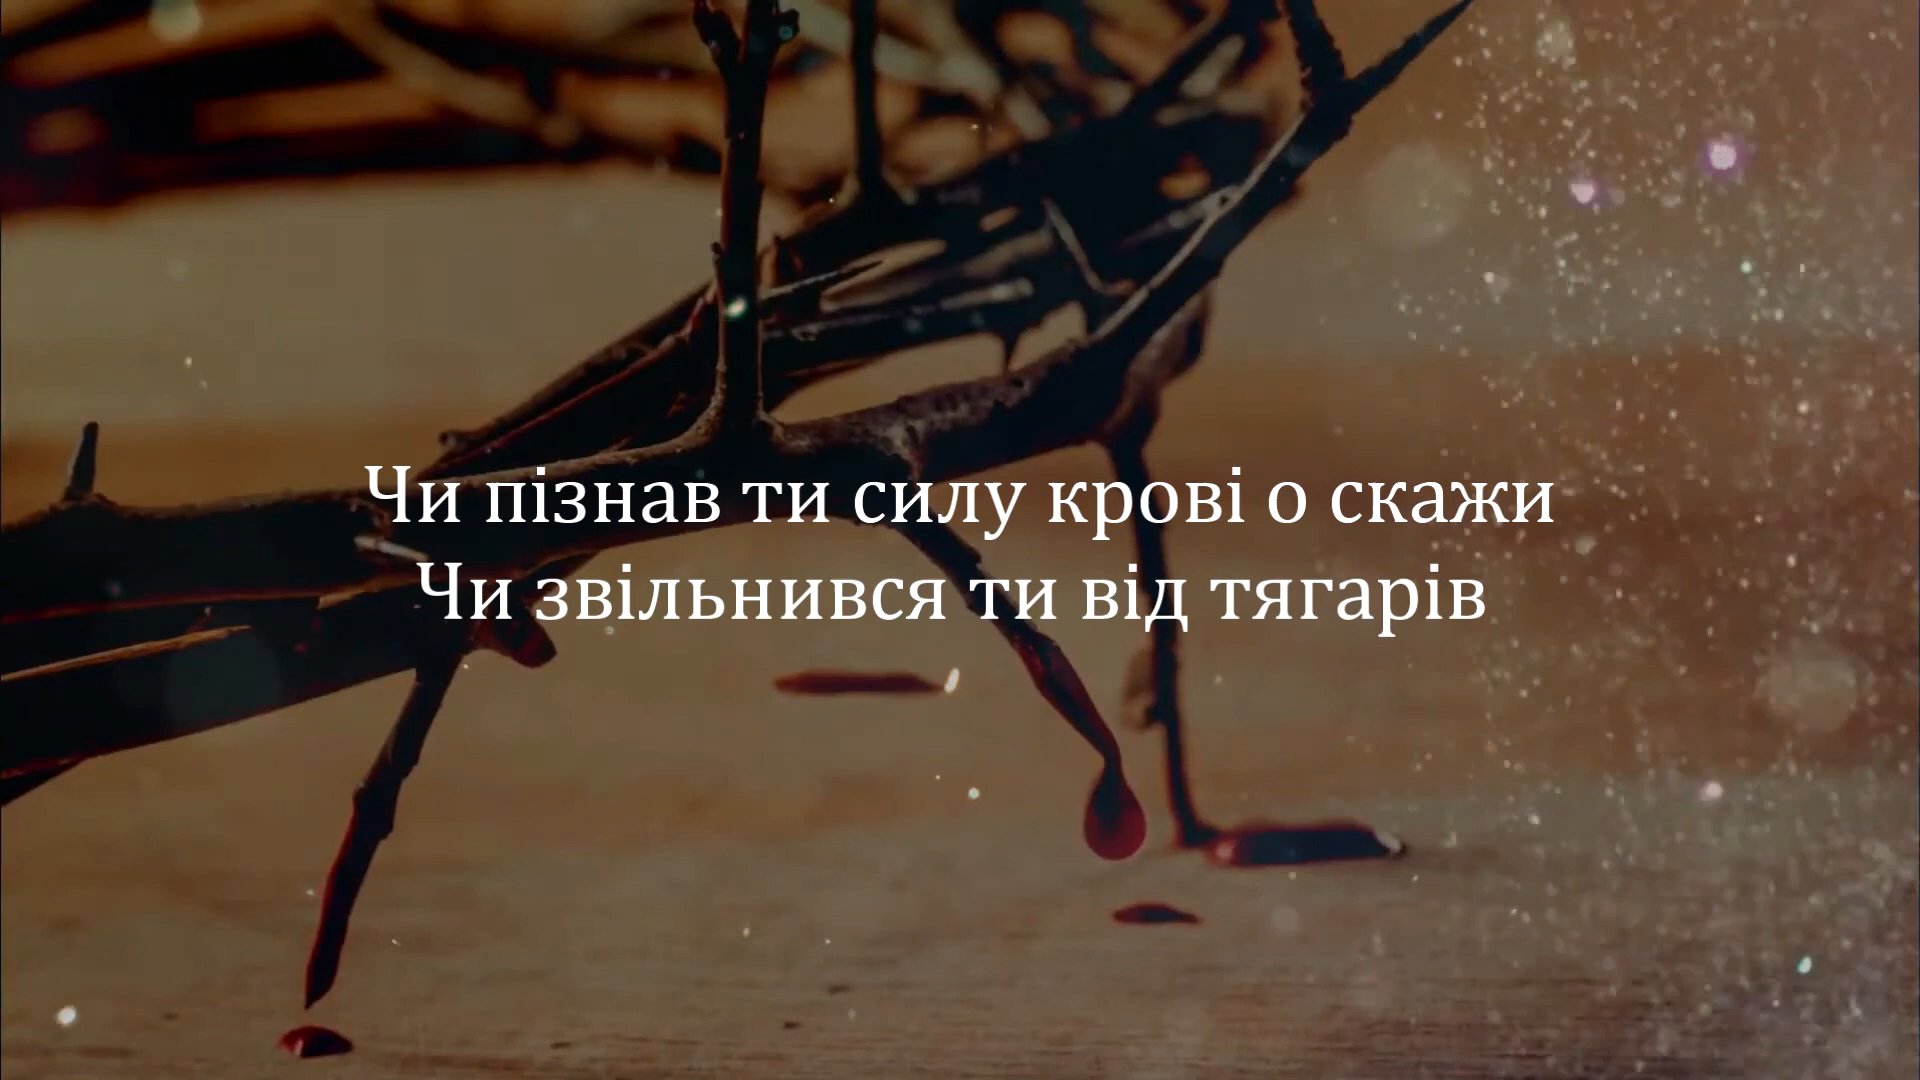 Чи пізнав ти силу крові о скажи
Чи звільнився ти від тягарів